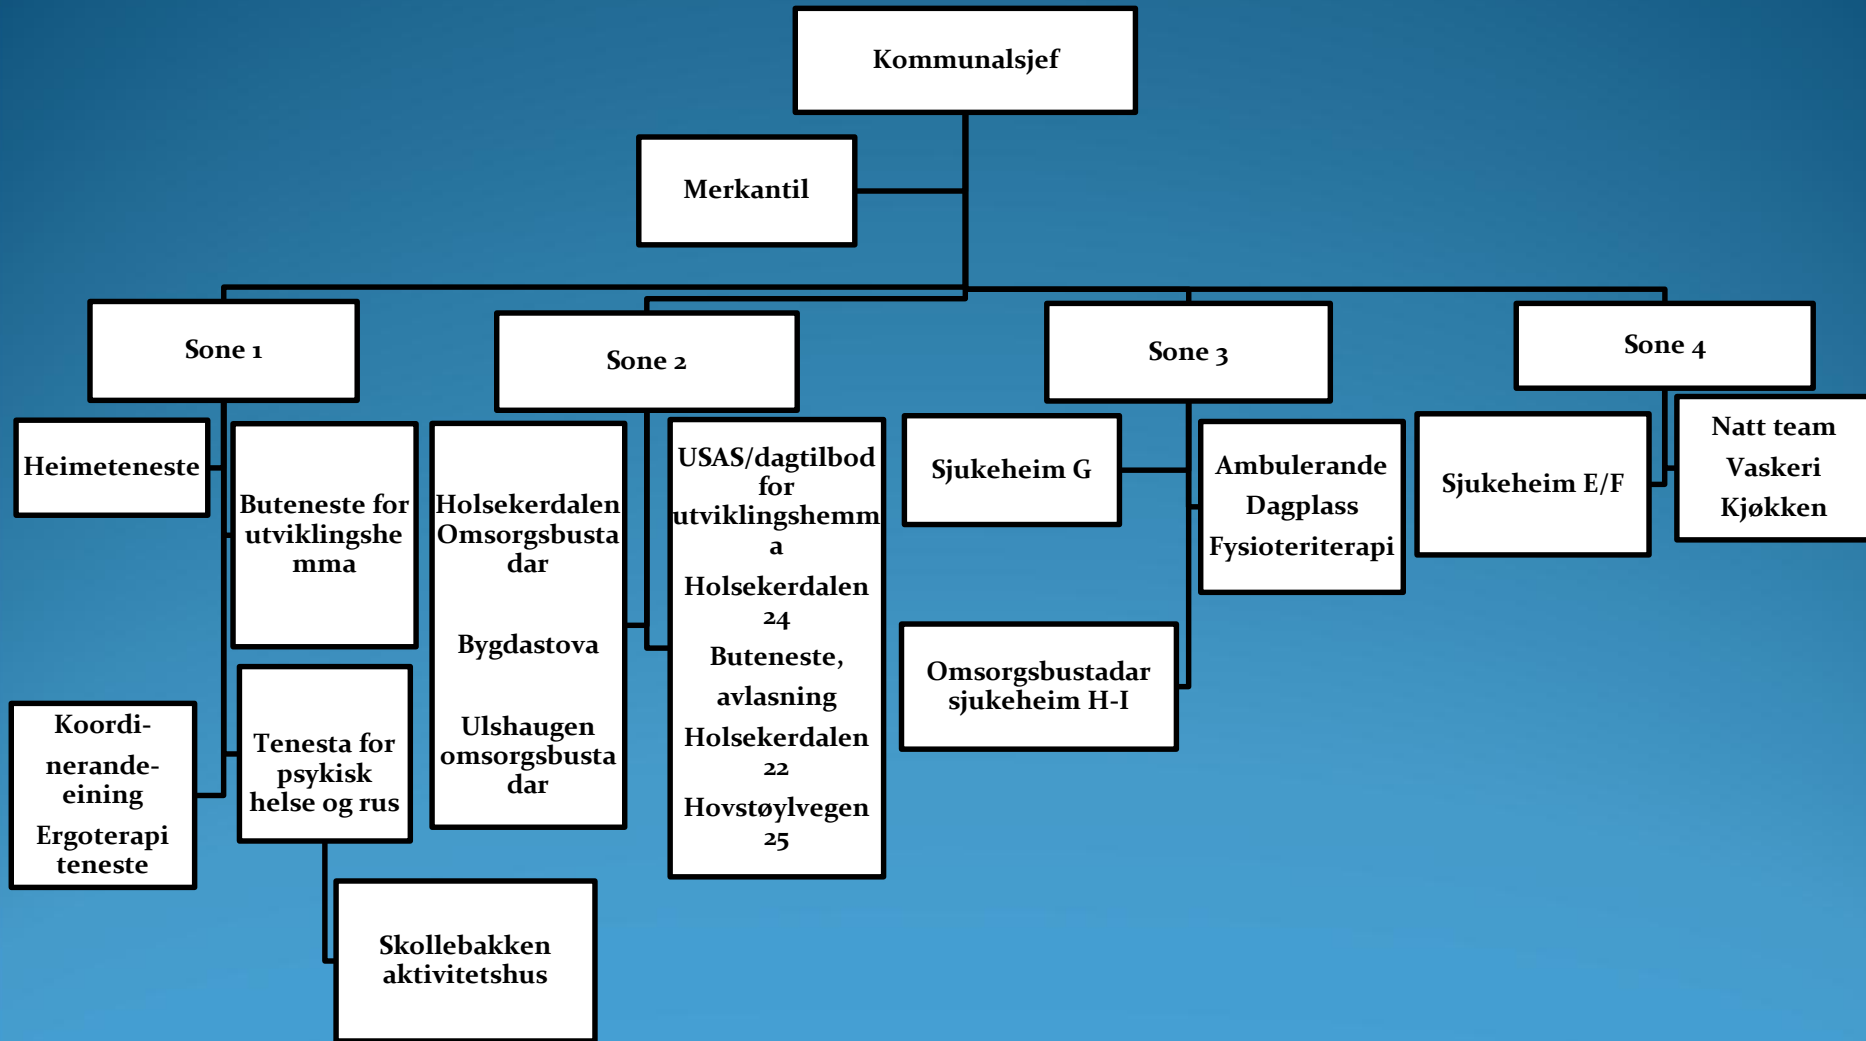 Kommunalsjef
Merkantil
Sone 1
Sone 2
Sone 3
Sone 4
Heimeteneste
Buteneste for
utviklingshe
mma
Koordi-
nerande-
eining
Ergoterapi
teneste
Tenesta for
psykisk
helse og rus
Skollebakken
aktivitetshus
Holsekerdalen
Omsorgsbusta
dar
Bygdastova
Ulshaugen
omsorgsbusta
dar
USAS/dagtilbod
for
utviklingshemm
a
Holsekerdalen
24
Buteneste,
avlasning
Holsekerdalen
22
Hovstøylvegen
25
Sjukeheim G
Ambulerande
Dagplass
Fysioteriterapi
Omsorgsbustadar
sjukeheim H-I
Sjukeheim E/F
Natt team
Vaskeri
Kjøkken